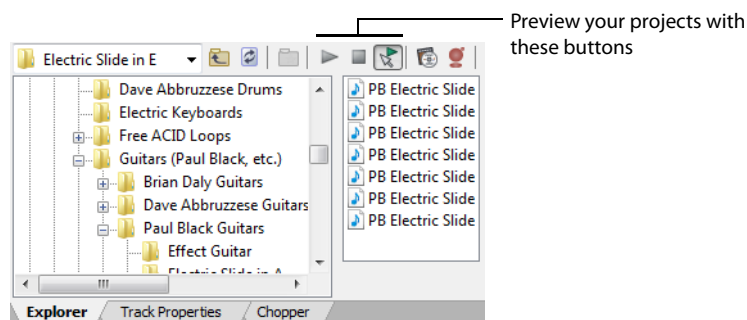 Preview your projects with
these buttons
Electric Slide in E
Dave Abbruzzese Drums
Electric Keyboards
Free ACID Loops
Guitars (Paul Black, etc.)
Brian Daly Guitars
Dave Abbruzzese Guitars
Paul Black Guitars
Effect Guitar
Electric Slide in A
PB Electric Slide
PB Electric Slide
PB Electric Slide
PB Electric Slide
PB Electric Slide
PB Electric Slide
PB Electric Slide
Explorer
Track Properties
Chopper